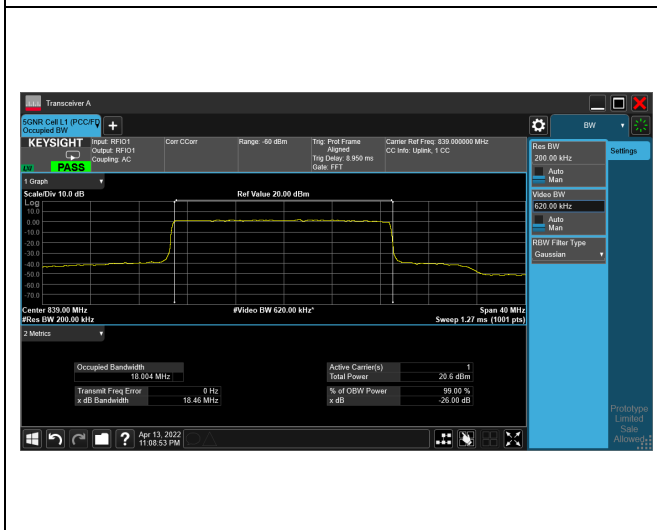 Transceiver A
5GNR Cell L1 (PCC/FD
Occupied BW
BW
KEYSIGHT
Input: RFIO1
Output: RFIO1
Coupling: AC
Corr CCorr
Range: -60 dBm
Trig: Prot Frame
Aligned
Trig Delay: 8.950 ms
Gate: FFT
Carrier Ref Freq: 839.000000 MHz
CC Info: Uplink, 1 CC
PASS
Res BW
200.00 kHz
Auto
Man
Video BW
620.00 kHz
Auto
Man
RBW Filter Type
Gaussian
Settings
1 Graph
Scale/Div 10.0 dB
Ref Value 20.00 dBm
Log
10.0
0.00
-10.0
-20.0
-30.0
-40.0
-50.0
-60.0
-70.0
Center 839.00 MHz
#Video BW 620.00 kHz*
Span 40 MHz
#Res BW 200.00 kHz
Sweep 1.27 ms (1001 pts)
2 Metrics
Occupied Bandwidth
18.004 MHz
Transmit Freq Error 0 Hz
x dB Bandwidth 18.46 MHz
Active Carrier(s) 1
Total Power 20.6 dBm
% of OBW Power 99.00 %
x dB -26.00 dB
Prototype
Limited
Sale
Allowed
Apr 13, 2022
11:08:53 PM